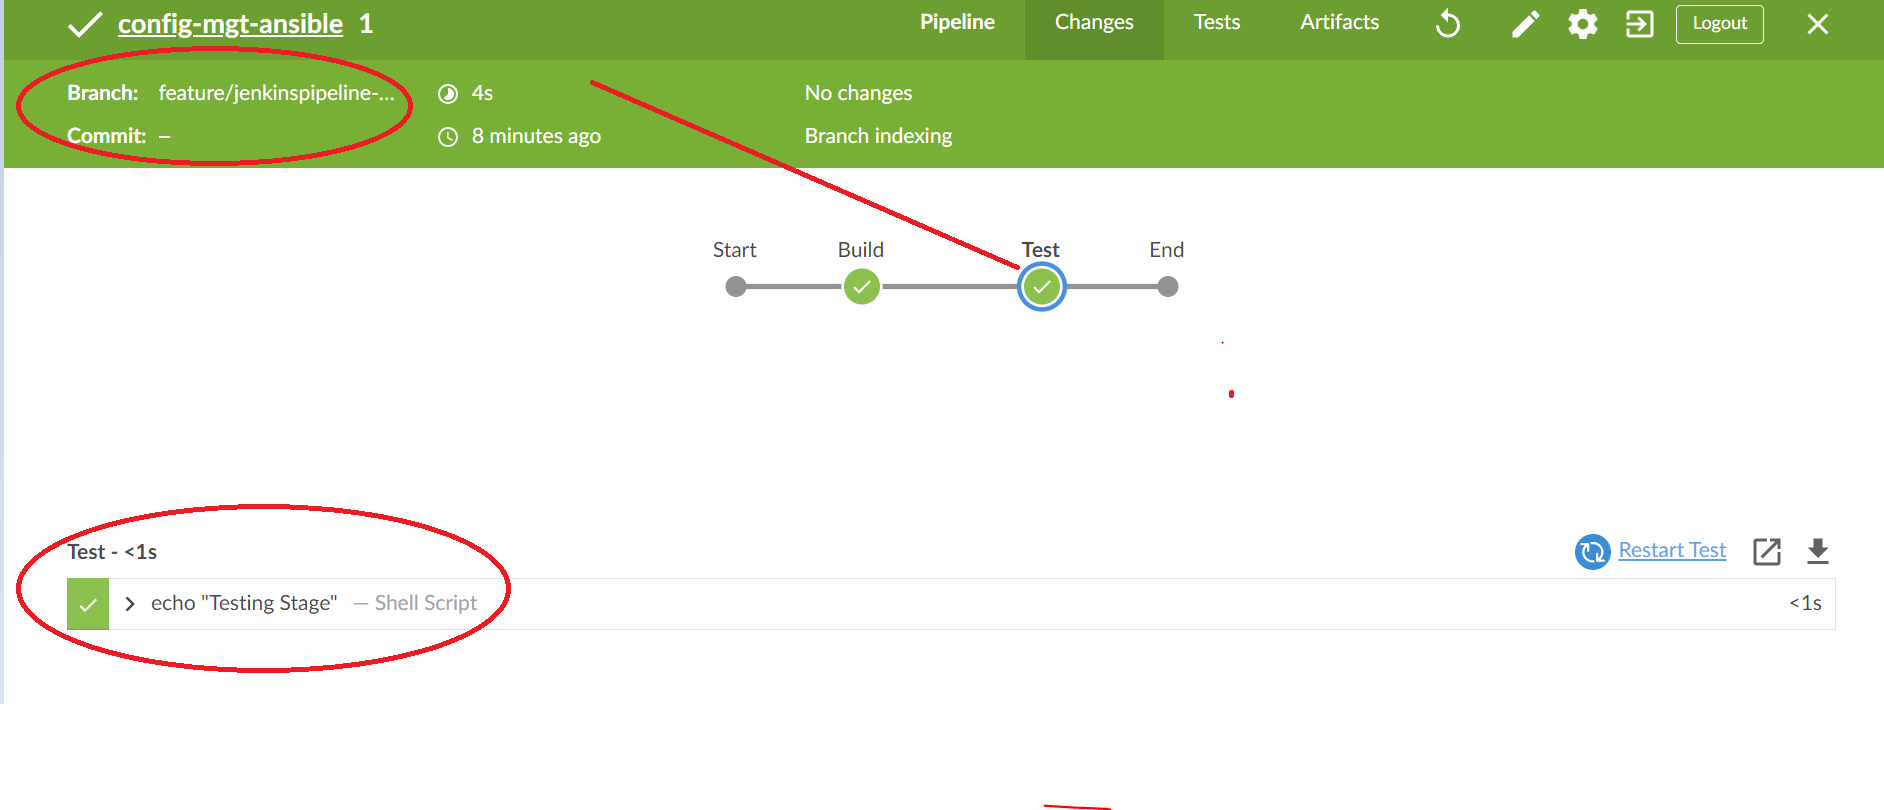 config-mgt-ansible 1
Pipeline Changes Tests Artifacts Logout
Branch: feature/jenkinspipeline-... 4s No changes
Commit: – 8 minutes ago Branch indexing
Start Build Test End
Test - <1s Restart Test
echo "Testing Stage" — Shell Script <1s